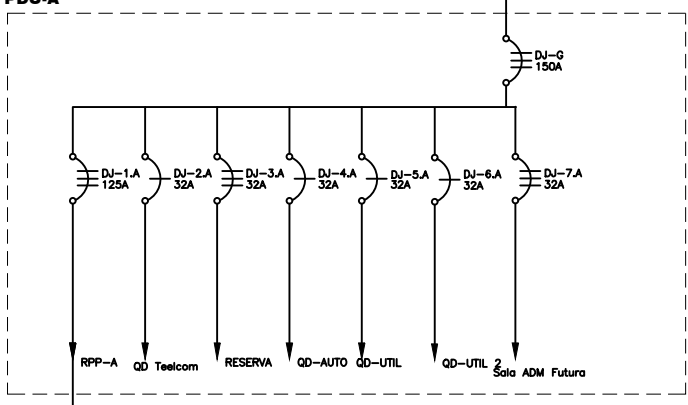 PDU-A
DJ-G
150A
DJ-1.A
125A
DJ-2.A
32A
DJ-3.A
32A
DJ-4.A
32A
DJ-5.A
32A
DJ-6.A
32A
DJ-7.A
32A
RPP-A
QD Teelcom
RESERVA
QD-AUTO
QD-UTIL
QD-UTIL 2
Sala ADM Futura